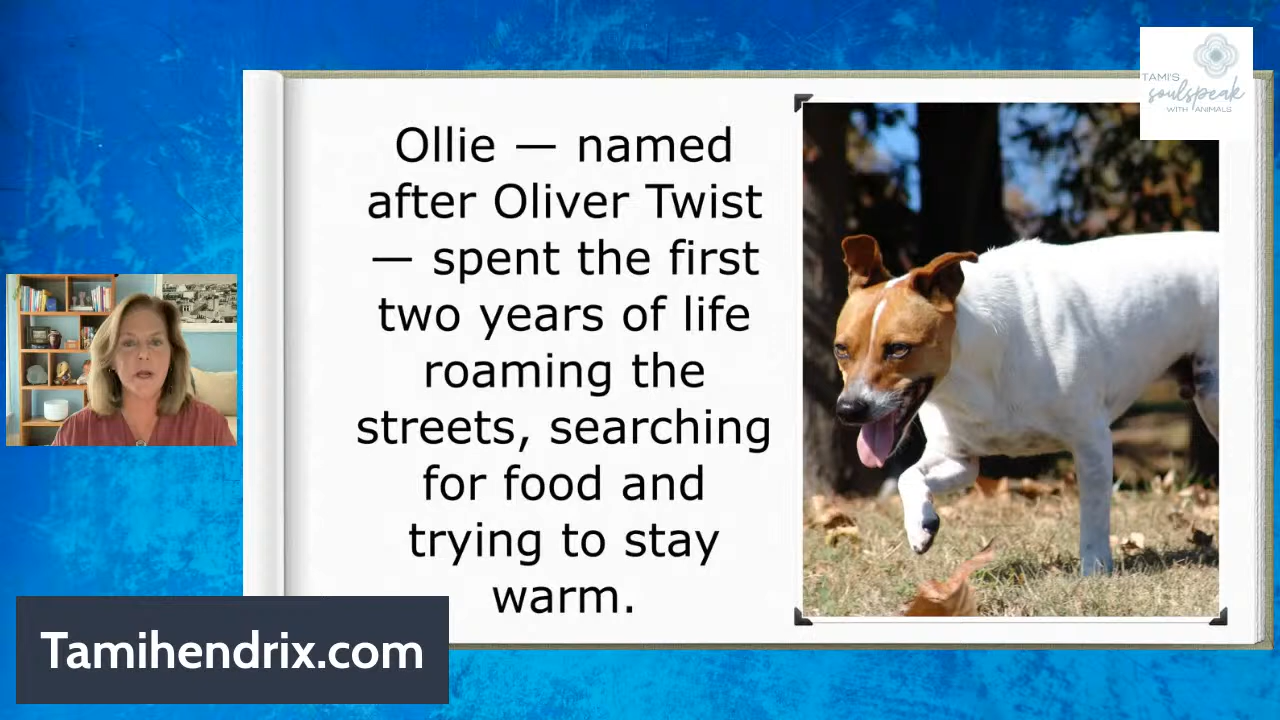 TAMI'S
soulspeak
WITH ANIMALS
Ollie — named
after Oliver Twist
— spent the first
two years of life
roaming the
streets, searching
for food and
trying to stay
warm.
Tamihendrix.com